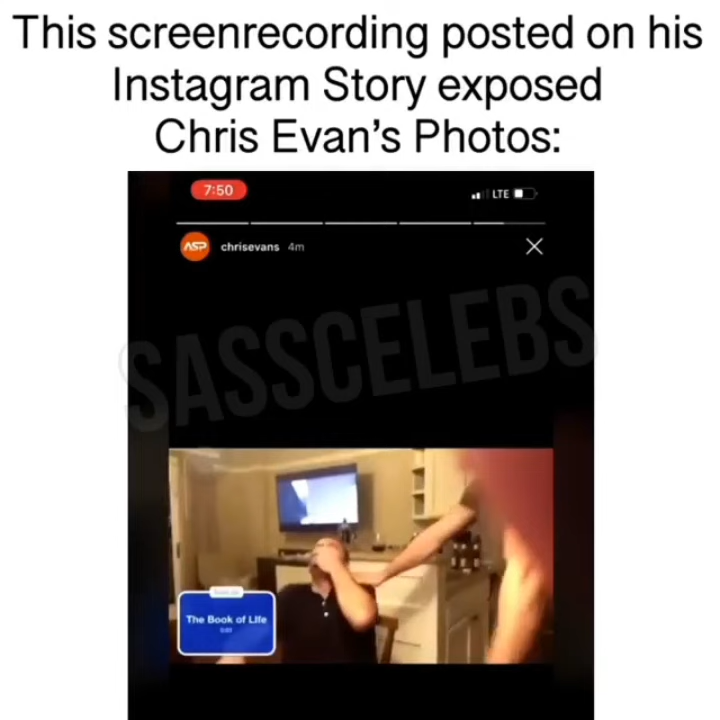 This screenrecording posted on his
Instagram Story exposed
Chris Evan's Photos:
7:50
LTE
ASP
chrisevans 4m
SASSCELEBS
The Book of Life